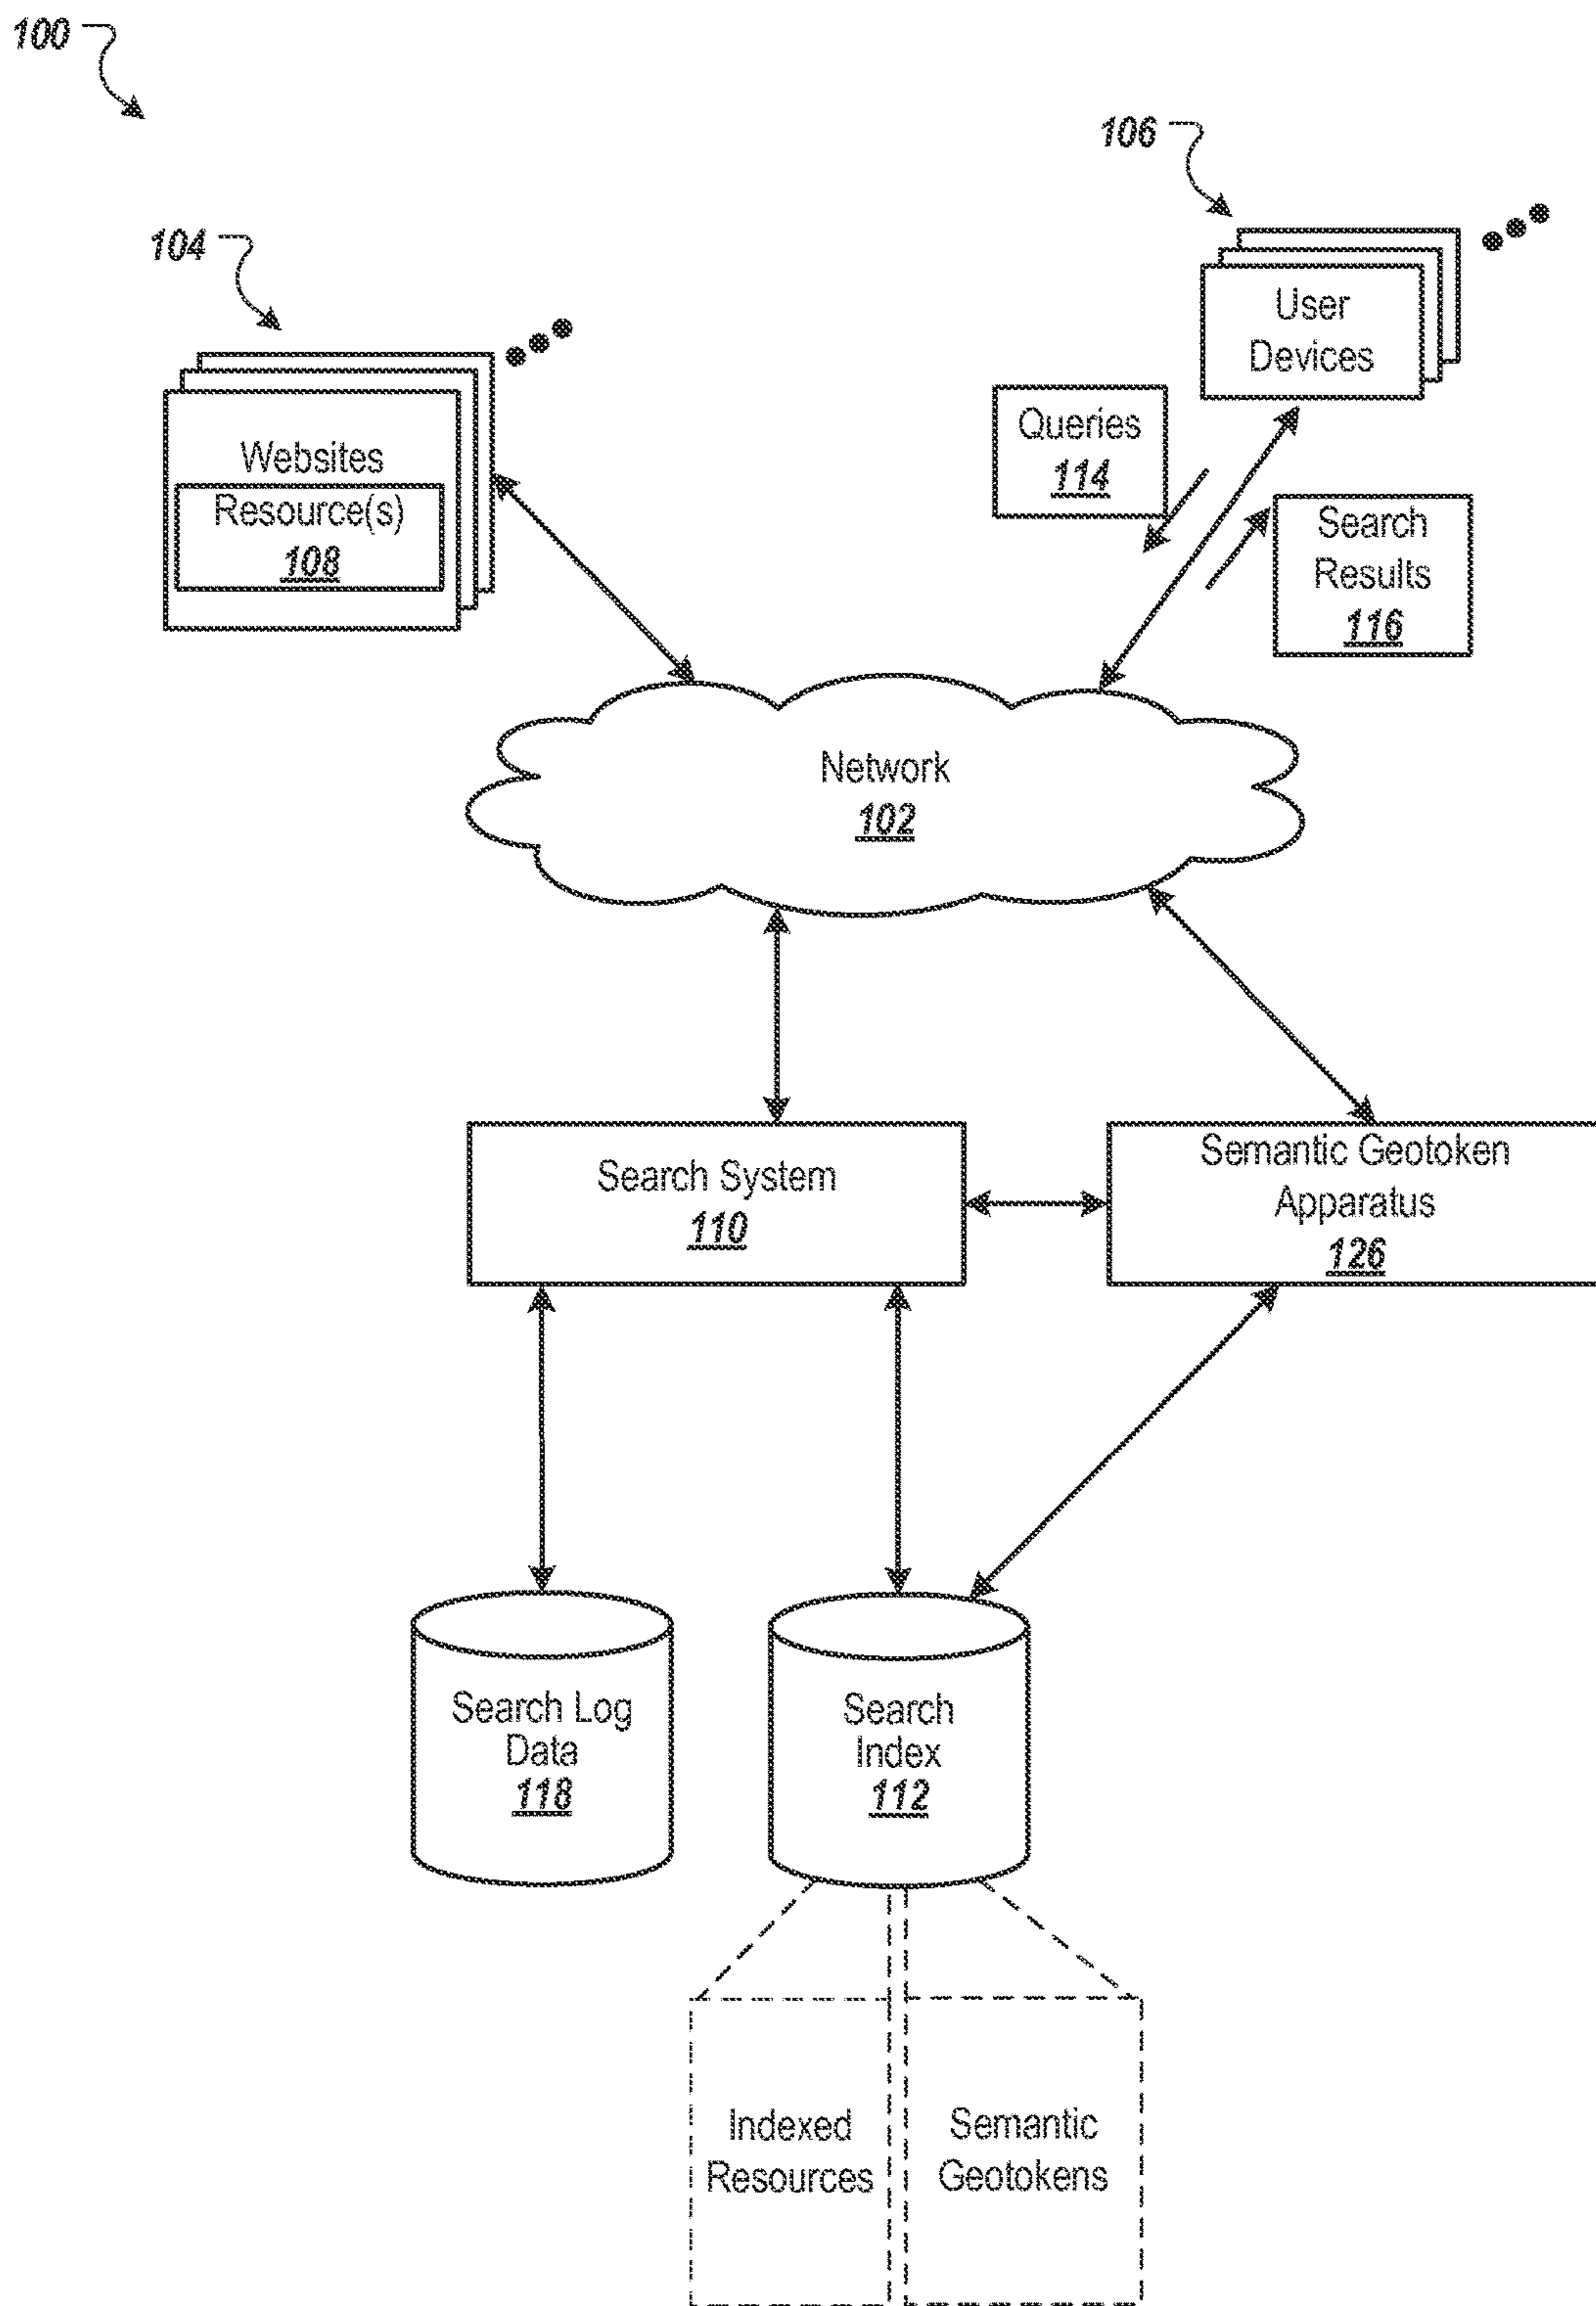 100
106
104
User
Devices
Queries
114
Websites
Resource(s)
108
Search
Results
116
Network
102
Search System
110
Semantic Geotoken
Apparatus
126
Search Log
Data
118
Search
Index
112
Indexed
Resources
Semantic
Geotokens